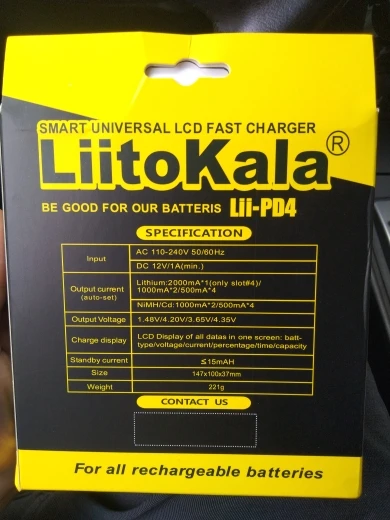 SMART UNIVERSAL LCD FAST CHARGER
LiitoKala®
BE GOOD FOR OUR BATTERIS Lii-PD4
SPECIFICATION
Input AC 110-240V 50/60Hz
DC 12V/1A(min.)
Output current (auto-set) Lithium:2000mA*1(only slot#4)/
1000mA*2/500mA*4
NiMH/Cd:1000mA*2/500mA*4
Output Voltage 1.48V/4.20V/3.65V/4.35V
Charge display LCD Display of all datas in one screen: batt-
type/voltage/current/percentage/time/capacity
Standby current ≤15mAH
Size 147x100x37mm
Weight 221g
CONTACT US
For all rechargeable batteries